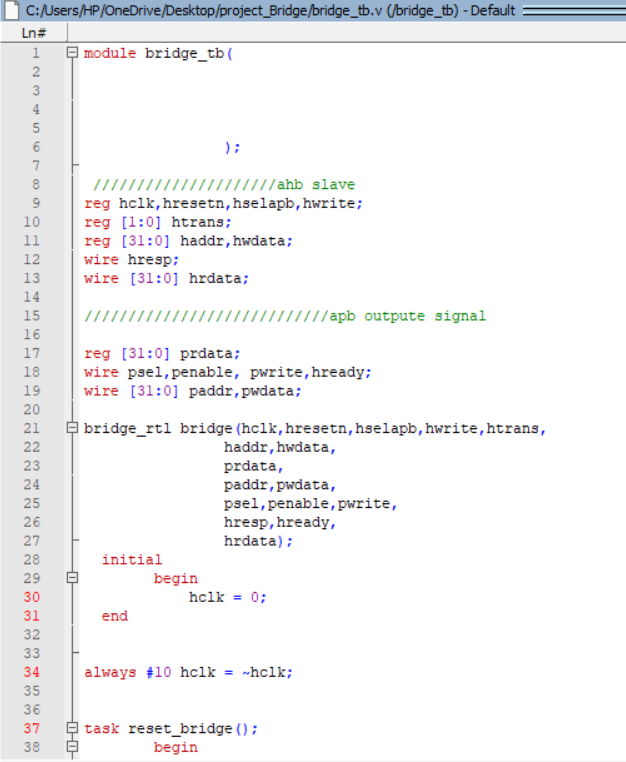 C:/Users/HP/OneDrive/Desktop/project_Bridge/bridge_tb.v (/bridge_tb) - Default
Ln#
1 module bridge_tb(
2
3
4
5
6 );
7
8 /////////////////////ahb slave
9 reg hclk,hresetn,hselapb,hwrite;
10 reg [1:0] htrans;
11 reg [31:0] haddr,hwdata;
12 wire hresp;
13 wire [31:0] hrdata;
14
15 ////////////////////////////apb outpute signal
16
17 reg [31:0] prdata;
18 wire psel,penable, pwrite,hready;
19 wire [31:0] paddr,pwdata;
20
21 bridge_rtl bridge(hclk,hresetn,hselapb,hwrite,htrans,
22 haddr,hwdata,
23 prdata,
24 paddr,pwdata,
25 psel,penable,pwrite,
26 hresp,hready,
27 hrdata);
28 initial
29 begin
30 hclk = 0;
31 end
32
33
34 always #10 hclk = ~hclk;
35
36
37 task reset_bridge();
38 begin